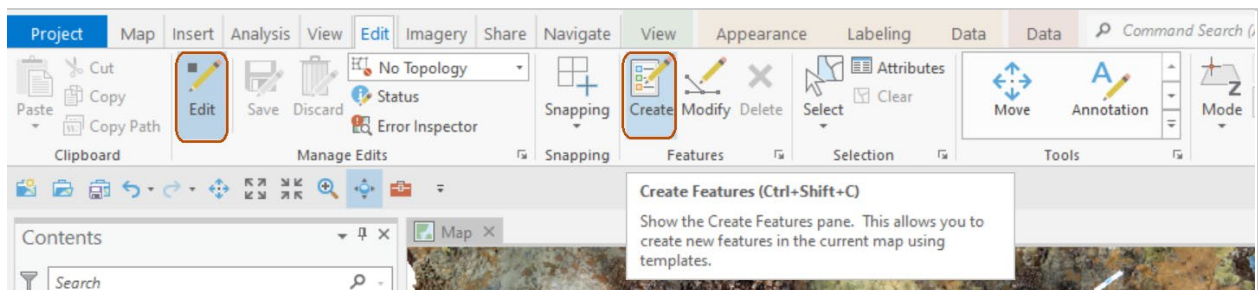 Project Map Insert Analysis View Edit Imagery Share Navigate View Appearance Labeling Data Data Command Search (
Cut
Copy
Copy Path
Paste
Clipboard
Edit
Save
Discard
No Topology
Status
Error Inspector
Manage Edits
Snapping
Snapping
Create
Modify
Delete
Features
Select
Attributes
Clear
Selection
Move
Annotation
Tools
Mode
Z
Create Features (Ctrl+Shift+C)
Show the Create Features pane. This allows you to
create new features in the current map using
templates.
Contents
Map
Search